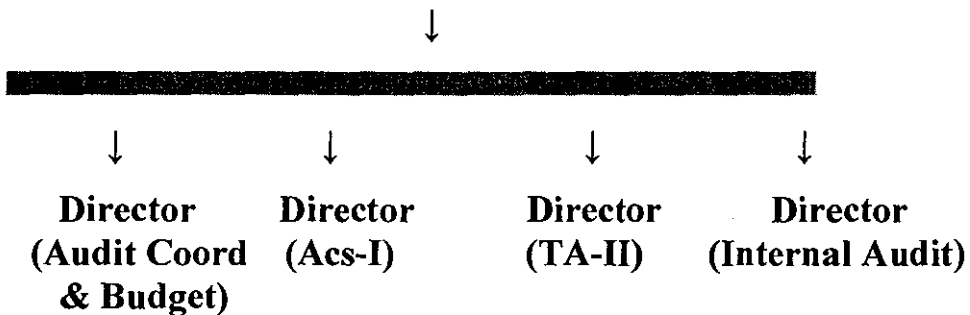 ↓
↓ ↓ ↓ ↓
Director Director Director Director
(Audit Coord (Acs-I) (TA-II) (Internal Audit)
& Budget)